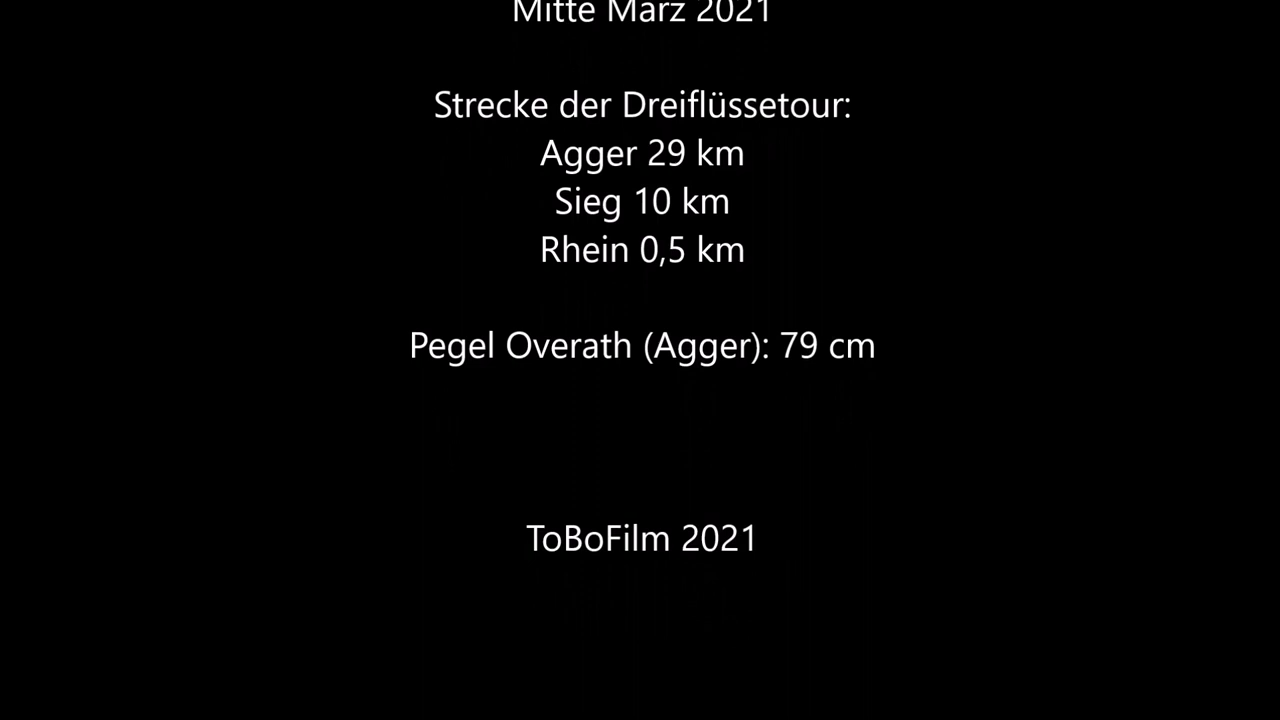 Mitte März 2021
Strecke der Dreiflüssetour:
Agger 29 km
Sieg 10 km
Rhein 0,5 km
Pegel Overath (Agger): 79 cm
ToBoFilm 2021